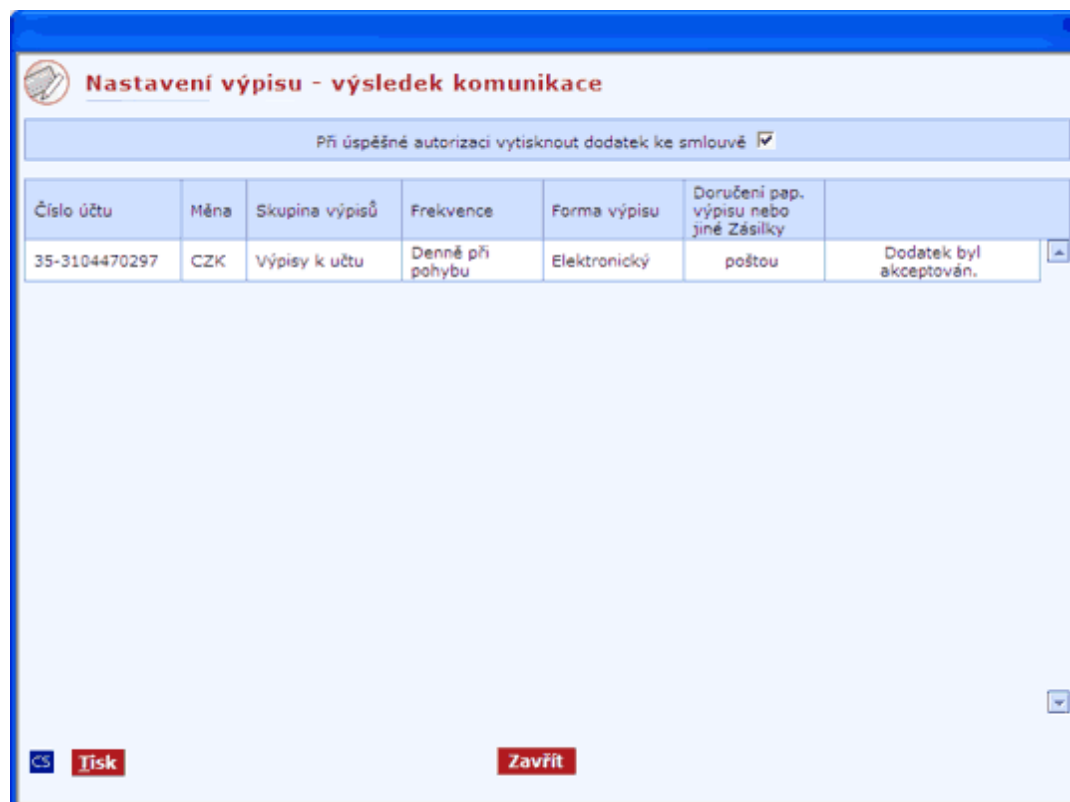 Nastavení výpisu - výsledek komunikace
Při úspěšné autorizaci vytisknout dodatek ke smlouvě
Číslo účtu Měna Skupina výpisů Frekvence Forma výpisu Doručení pap. výpisu nebo jiné Zásilky
35-3104470297 CZK Výpisy k učtu Denně při pohybu Elektronický poštou Dodatek byl akceptován.
CS Tisk Zavřít